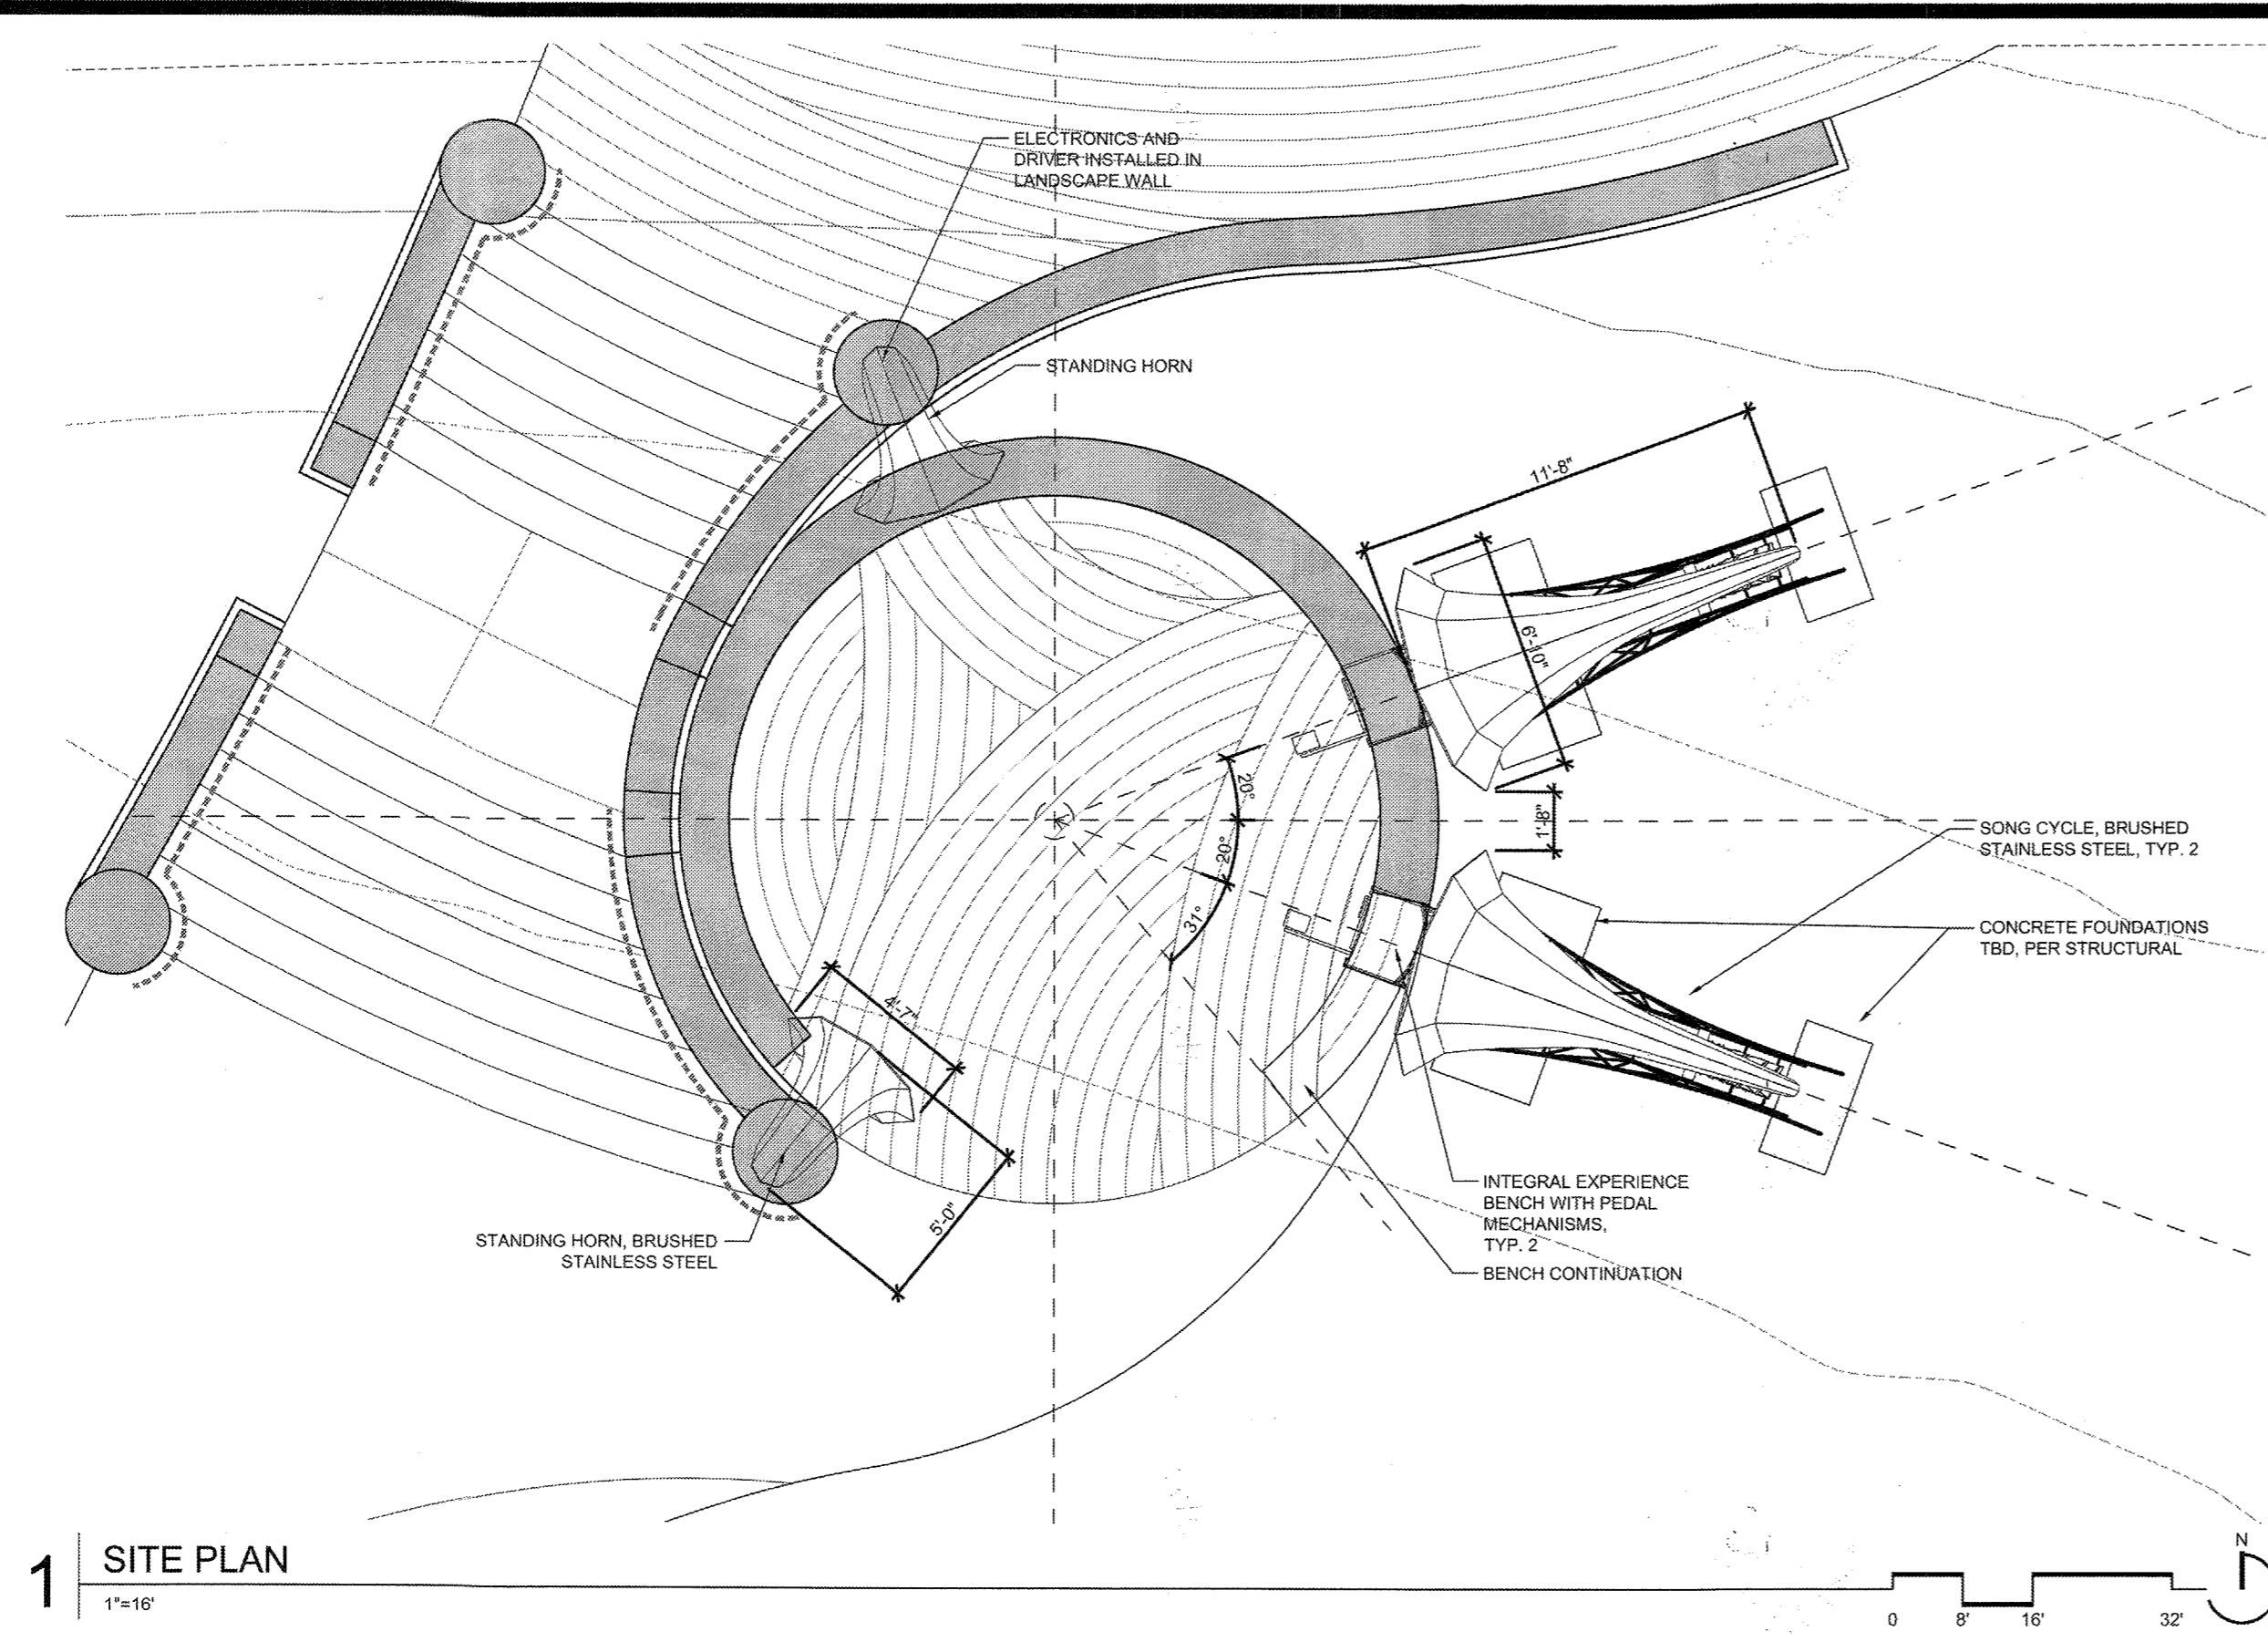 ELECTRONICS AND
DRIVER INSTALLED IN
LANDSCAPE WALL
STANDING HORN
11'-8"
6'-10"
20°
1'-8"
20°
31°
SONG CYCLE, BRUSHED
STAINLESS STEEL, TYP. 2
CONCRETE FOUNDATIONS
TBD, PER STRUCTURAL
4'-7"
5'-0"
STANDING HORN, BRUSHED
STAINLESS STEEL
INTEGRAL EXPERIENCE
BENCH WITH PEDAL
MECHANISMS,
TYP. 2
BENCH CONTINUATION
1
SITE PLAN
1"=16'
0 8' 16' 32'
N